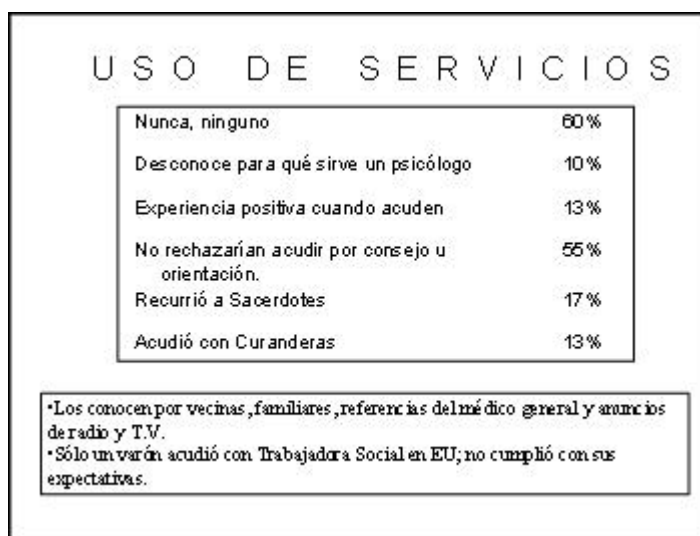 USO DE SERVICIOS
Nunca, ninguno 60%
Desconoce para qué sirve un psicólogo 10%
Experiencia positiva cuando acuden 13%
No rechazarían acudir por consejo u 55%
orientación.
Recurrió a Sacerdotes 17%
Acudió con Curanderas 13%
•Los conocen por vecinas, familiares, referencias del médico general y anuncios
de radio y T.V.
•Sólo un varón acudió con Trabajadora Social en EU; no cumplió con sus
expectativas.